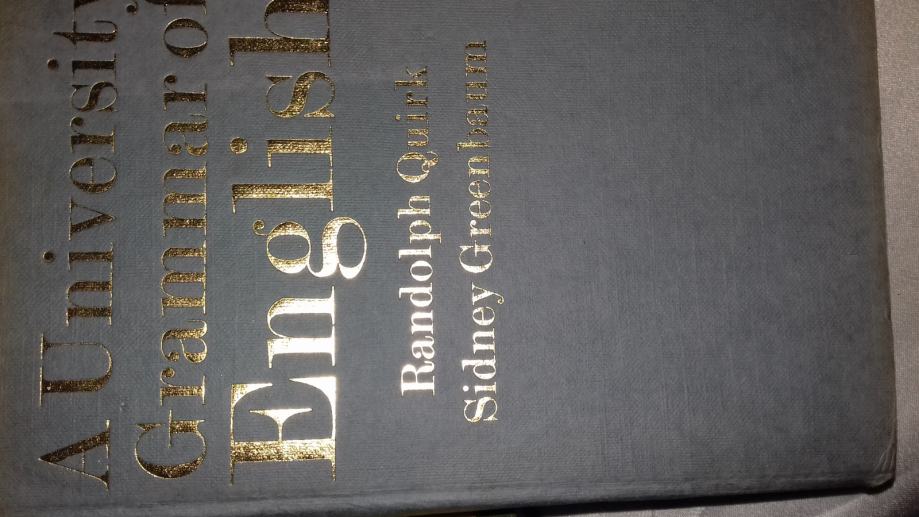 A University
Grammar of
English
Randolph Quirk
Sidney Greenbaum